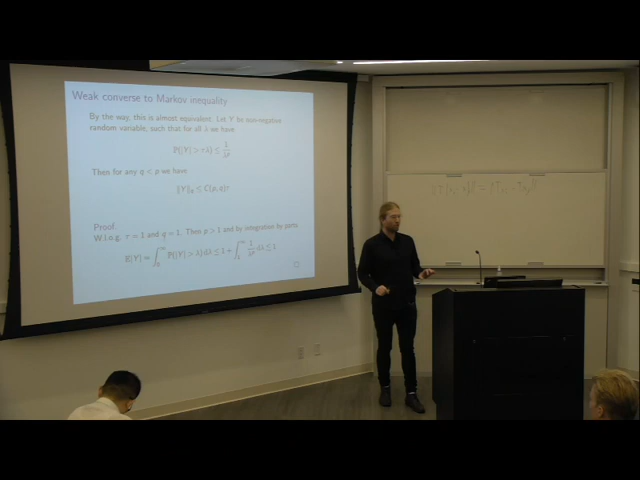 Weak converse to Markov inequality
By the way, this is almost equivalent. Let Y be non-negative
random variable, such that for all λ we have
P(|Y| > τλ) ≤ 1/λ^p
Then for any q < p we have
‖Y‖_q ≤ C(p, q)τ
Proof.
W.l.o.g. τ = 1 and q = 1. Then p > 1 and by integration by parts
E|Y| = ∫_0^∞ P(|Y| > λ) dλ ≤ 1 + ∫_1^∞ 1/λ^p dλ ≤ 1